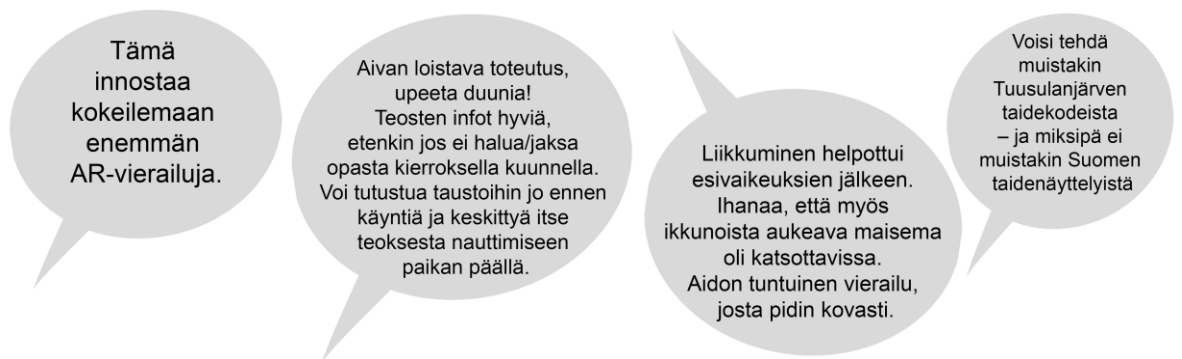 Tämä
innostaa
kokeilemaan
enemmän
AR-vierailuja.
Aivan loistava toteutus,
upeeta duunia!
Teosten infot hyviä,
etenkin jos ei halua/jaksa
opasta kierroksella kuunnella.
Voi tutustua taustoihin jo ennen
käyntiä ja keskittyä itse
teoksesta nauttimiseen
paikan päällä.
Liikkuminen helpottui
esivaikeuksien jälkeen.
Ihanaa, että myös
ikkunoista aukeava maisema
oli katsottavissa.
Aidon tuntuinen vierailu,
josta pidin kovasti.
Voisi tehdä
muistakin
Tuusulanjärven
taidekodeista
– ja miksipä ei
muistakin Suomen
taidenäyttelyistä